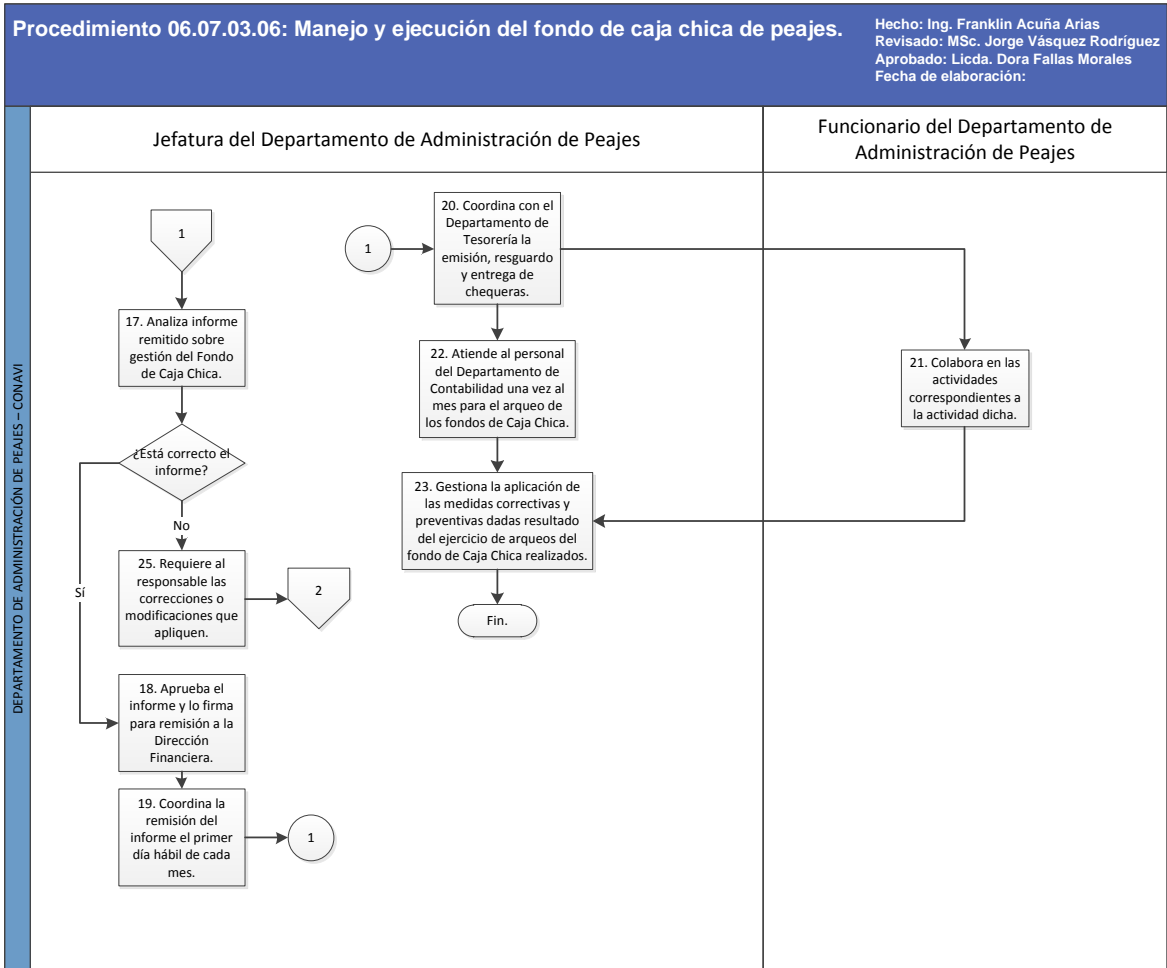 Procedimiento 06.07.03.06: Manejo y ejecución del fondo de caja chica de peajes.
Hecho: Ing. Franklin Acuña Arias
Revisado: MSc. Jorge Vásquez Rodríguez
Aprobado: Licda. Dora Fallas Morales
Fecha de elaboración:
DEPARTAMENTO DE ADMINISTRACIÓN DE PEAJES – CONAVI
Jefatura del Departamento de Administración de Peajes
Funcionario del Departamento de
Administración de Peajes
1
17. Analiza informe
remitido sobre
gestión del Fondo
de Caja Chica.
¿Está correcto el
informe?
No
Sí
25. Requiere al
responsable las
correcciones o
modificaciones que
apliquen.
2
18. Aprueba el
informe y lo firma
para remisión a la
Dirección
Financiera.
19. Coordina la
remisión del
informe el primer
día hábil de cada
mes.
1
1
20. Coordina con el
Departamento de
Tesorería la
emisión, resguardo
y entrega de
chequeras.
22. Atiende al personal
del Departamento de
Contabilidad una vez al
mes para el arqueo de
los fondos de Caja Chica.
23. Gestiona la aplicación de
las medidas correctivas y
preventivas dadas resultado
del ejercicio de arqueos del
fondo de Caja Chica realizados.
Fin.
21. Colabora en las
actividades
correspondientes a
la actividad dicha.